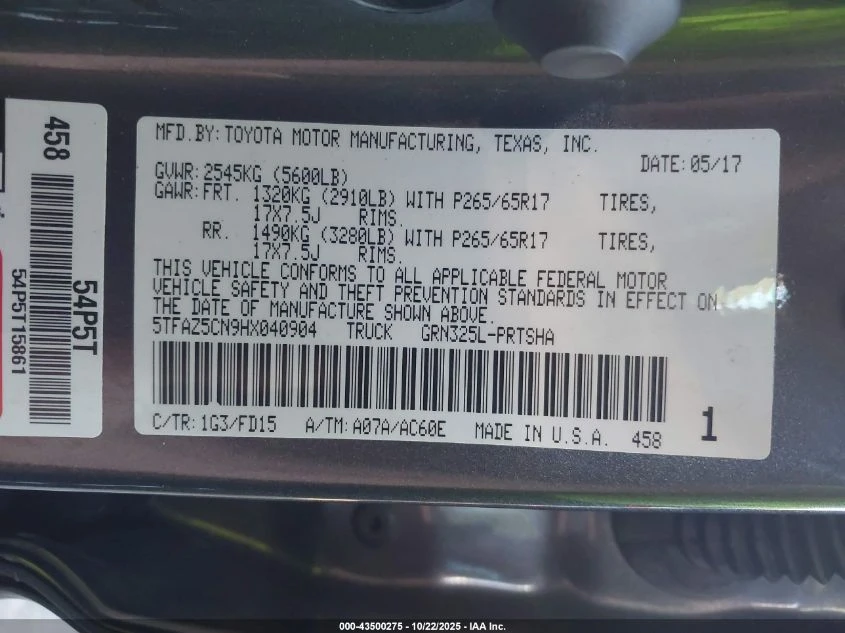 458
54P5T
54P5T15861
MFD.BY: TOYOTA MOTOR MANUFACTURING, TEXAS, INC.
DATE: 05/17
GVWR: 2545KG (5600LB)
GAWR: FRT. 1320KG (2910LB) WITH P265/65R17 TIRES,
17X7.5J RIMS.
RR. 1490KG (3280LB) WITH P265/65R17 TIRES,
17X7.5J RIMS.
THIS VEHICLE CONFORMS TO ALL APPLICABLE FEDERAL MOTOR
VEHICLE SAFETY AND THEFT PREVENTION STANDARDS IN EFFECT ON
THE DATE OF MANUFACTURE SHOWN ABOVE.
5TFAZ5CN9HX040904 TRUCK GRN325L-PRTSHA
C/TR: 1G3/FD15 A/TM: A07A/AC60E MADE IN U.S.A. 458
1
000-43500275 - 10/22/2025 - IAA Inc.